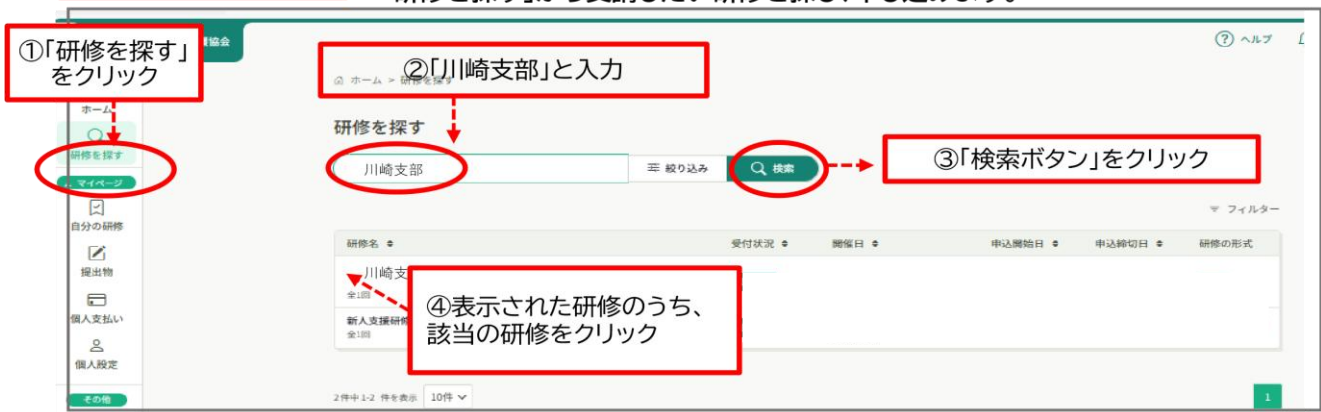 ①「研修を探す」
をクリック
協会
ヘルプ
②「川崎支部」と入力
ホーム > 研修を探す
ホーム
研修を探す
研修を探す
川崎支部
絞り込み
検索
③「検索ボタン」をクリック
マイページ
フィルター
自分の研修
研修名
受付状況
開催日
申込開始日
申込締切日
研修の形式
提出物
川崎支
全1回
④表示された研修のうち、
該当の研修をクリック
個人支払い
新人支援研修
全1回
個人設定
その他
2件中 1-2 件を表示
10件
1